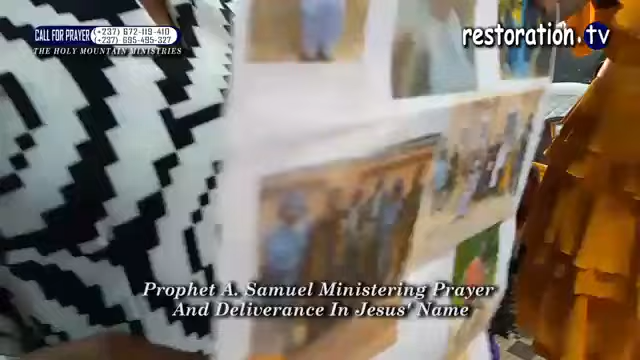 CALL FOR PRAYER (+237) 672-119-410
(+237) 695-495-327
THE HOLY MOUNTAIN MINISTRIES
restoration.tv
Prophet A. Samuel Ministering Prayer
And Deliverance In Jesus' Name